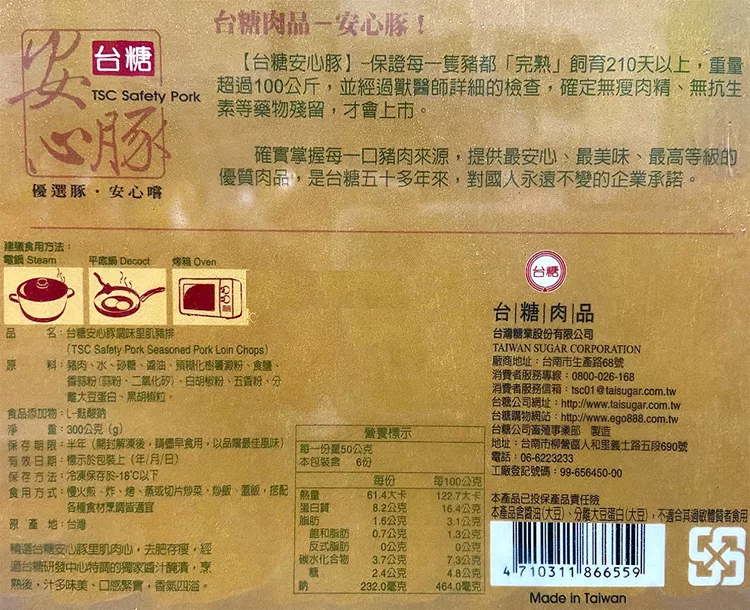 台糖肉品－安心豚！
安心豚
台糖
TSC Safety Pork
優選豚・安心嚐
【台糖安心豚】-保證每一隻豬都「完熟」飼育210天以上，重量
超過100公斤，並經過獸醫師詳細的檢查，確定無瘦肉精、無抗生
素等藥物殘留，才會上市。
確實掌握每一口豬肉來源，提供最安心、最美味、最高等級的
優質肉品，是台糖五十多年來，對國人永遠不變的企業承諾。
建議食用方法：
電鍋 Steam 平底鍋 Decoct 烤箱 Oven
品 名：台糖安心豚調味里肌豬排
(TSC Safety Pork Seasoned Pork Loin Chops)
原 料：豬肉、水、砂糖、醬油、預糊化樹薯澱粉、食鹽、
香蒜粉(蒜粉、二氧化矽)、白胡椒粉、五香粉、分
離大豆蛋白、黑胡椒粒。
食品添加物：L-麩酸鈉
淨 重：300公克 (g)
保存期限：半年（開封解凍後，請儘早食用，以品嚐最佳風味）
有效日期：標示於包裝上（年/月/日）
保存方法：冷凍保存於-18℃以下
食用方式：慢火煎、炸、烤、蒸或切片炒菜、炒飯、蓋飯，搭配
各種食材烹調皆適宜
原 產 地：台灣
精選台糖安心豚里肌肉心，去肥存瘦，經
過台糖研發中心特調的獨家醬汁醃漬，烹
熟後，汁多味美、口感緊實，香氣四溢。
營養標示
每一份量50公克
本包裝含 6份
每份 每100公克
熱量 61.4大卡 122.7大卡
蛋白質 8.2公克 16.4公克
脂肪 1.6公克 3.1公克
飽和脂肪 0.7公克 1.3公克
反式脂肪 0公克 0公克
碳水化合物 3.7公克 7.3公克
糖 2.4公克 4.8公克
鈉 232.0毫克 464.0毫克
台糖
台|糖|肉|品
台灣糖業股份有限公司
TAIWAN SUGAR CORPORATION
廠商地址：台南市生產路68號
消費者服務專線：0800-026-168
消費者服務信箱：tsc01@taisugar.com.tw
台糖公司網址：http://www.taisugar.com.tw
台糖購物網站：http://www.ego888.com.tw
台糖公司畜殖事業部 製造
地址：台南市柳營區人和里義士路五段690號
電話：06-6223233
工廠登記號碼：99-656450-00
本產品已投保產品責任險
本產品含醬油(大豆)、分離大豆蛋白(大豆)，不適合其過敏體質者食用
4 710311 866559
Made in Taiwan